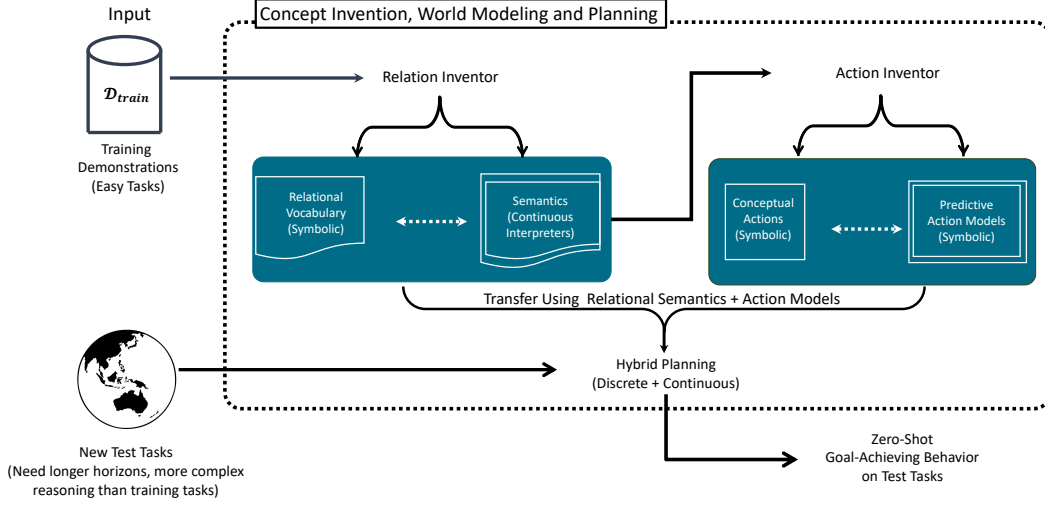 Input
Concept Invention, World Modeling and Planning
𝒟train
Training
Demonstrations
(Easy Tasks)
Relation Inventor
Action Inventor
Relational
Vocabulary
(Symbolic)
Semantics
(Continuous
Interpreters)
Conceptual
Actions
(Symbolic)
Predictive
Action Models
(Symbolic)
Transfer Using Relational Semantics + Action Models
Hybrid Planning
(Discrete + Continuous)
New Test Tasks
(Need longer horizons, more complex
reasoning than training tasks)
Zero-Shot
Goal-Achieving Behavior
on Test Tasks